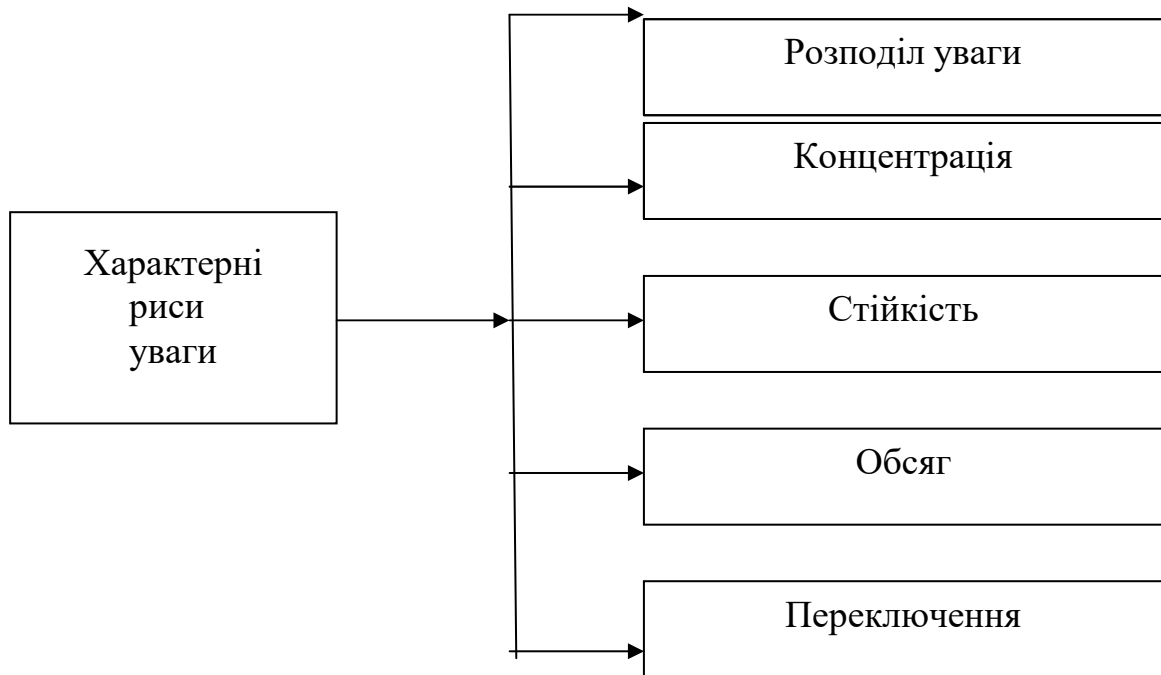 Розподіл уваги
Концентрація
Характерні
риси
уваги
Стійкість
Обсяг
Переключення